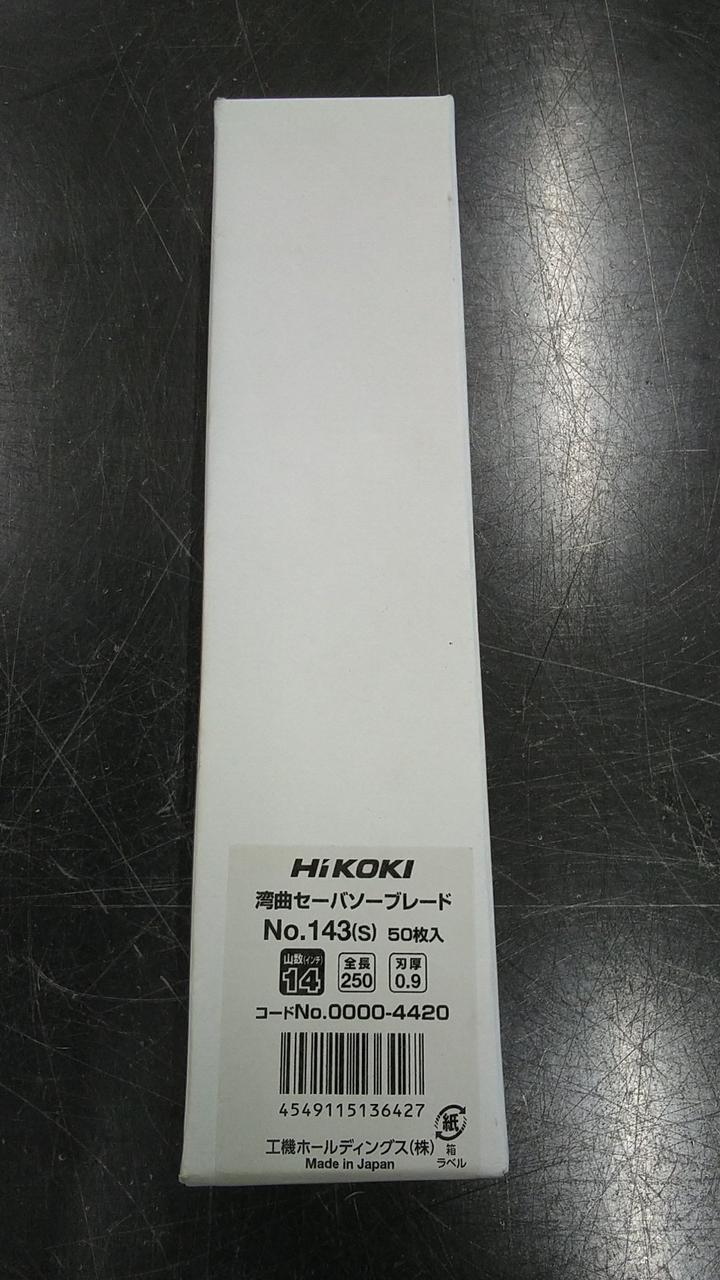 HiKOKI
湾曲セーバソーブレード
No.143(S) 50枚入
山数(インチ) 14 全長 250 刃厚 0.9
コードNo.0000-4420
4549115136427
紙
箱
ラベル
工機ホールディングス(株)
Made in Japan